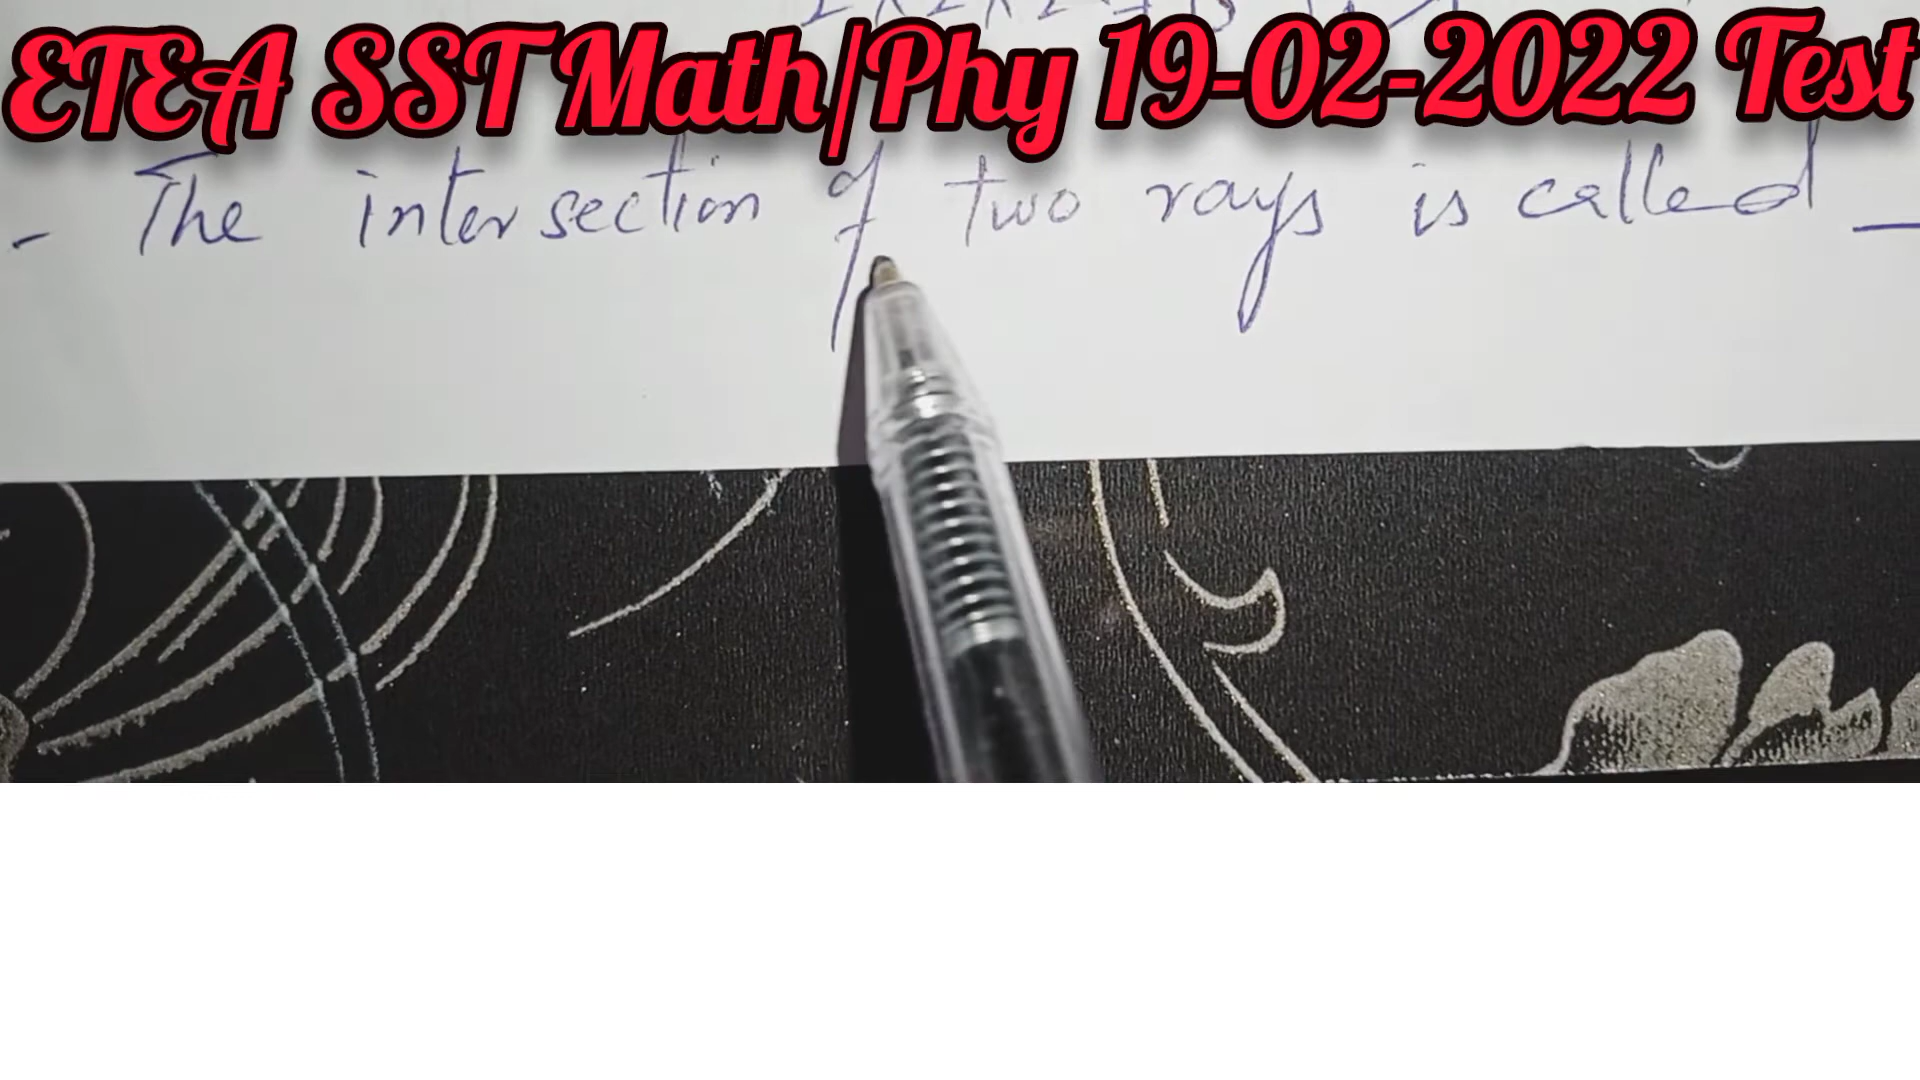 ETEA SST Math/Phy 19-02-2022 Test
- The intersection of two rays is called _